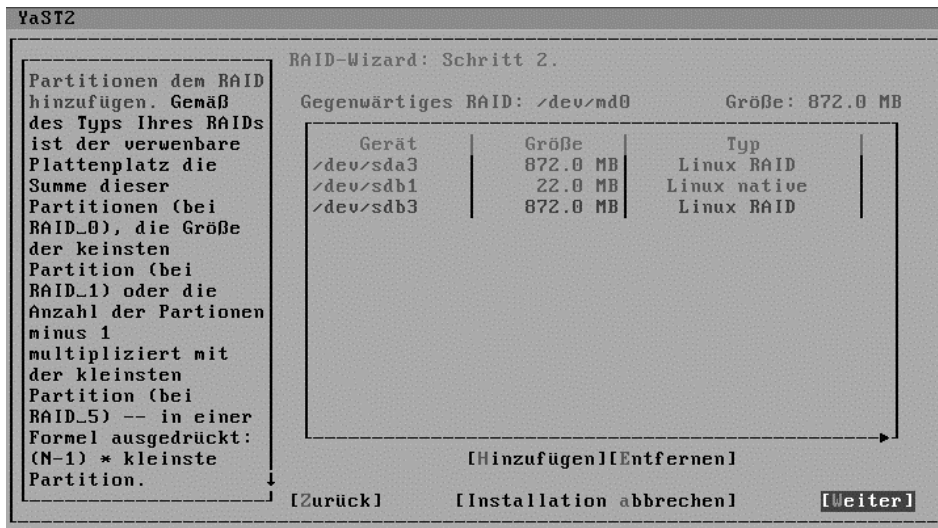 YaST2
Partitionen dem RAID
hinzufügen. Gemäß
des Typs Ihres RAIDs
ist der verwenbare
Plattenplatz die
Summe dieser
Partitionen (bei
RAID_0), die Größe
der keinsten
Partition (bei
RAID_1) oder die
Anzahl der Partionen
minus 1
multipliziert mit
der kleinsten
Partition (bei
RAID_5) -- in einer
Formel ausgedrückt:
(N-1) * kleinste
Partition.
RAID-Wizard: Schritt 2.
Gegenwärtiges RAID: /dev/md0 Größe: 872.0 MB
Gerät Größe Typ
/dev/sda3 872.0 MB Linux RAID
/dev/sdb1 22.0 MB Linux native
/dev/sdb3 872.0 MB Linux RAID
[Hinzufügen][Entfernen]
[Zurück] [Installation abbrechen] [Weiter]